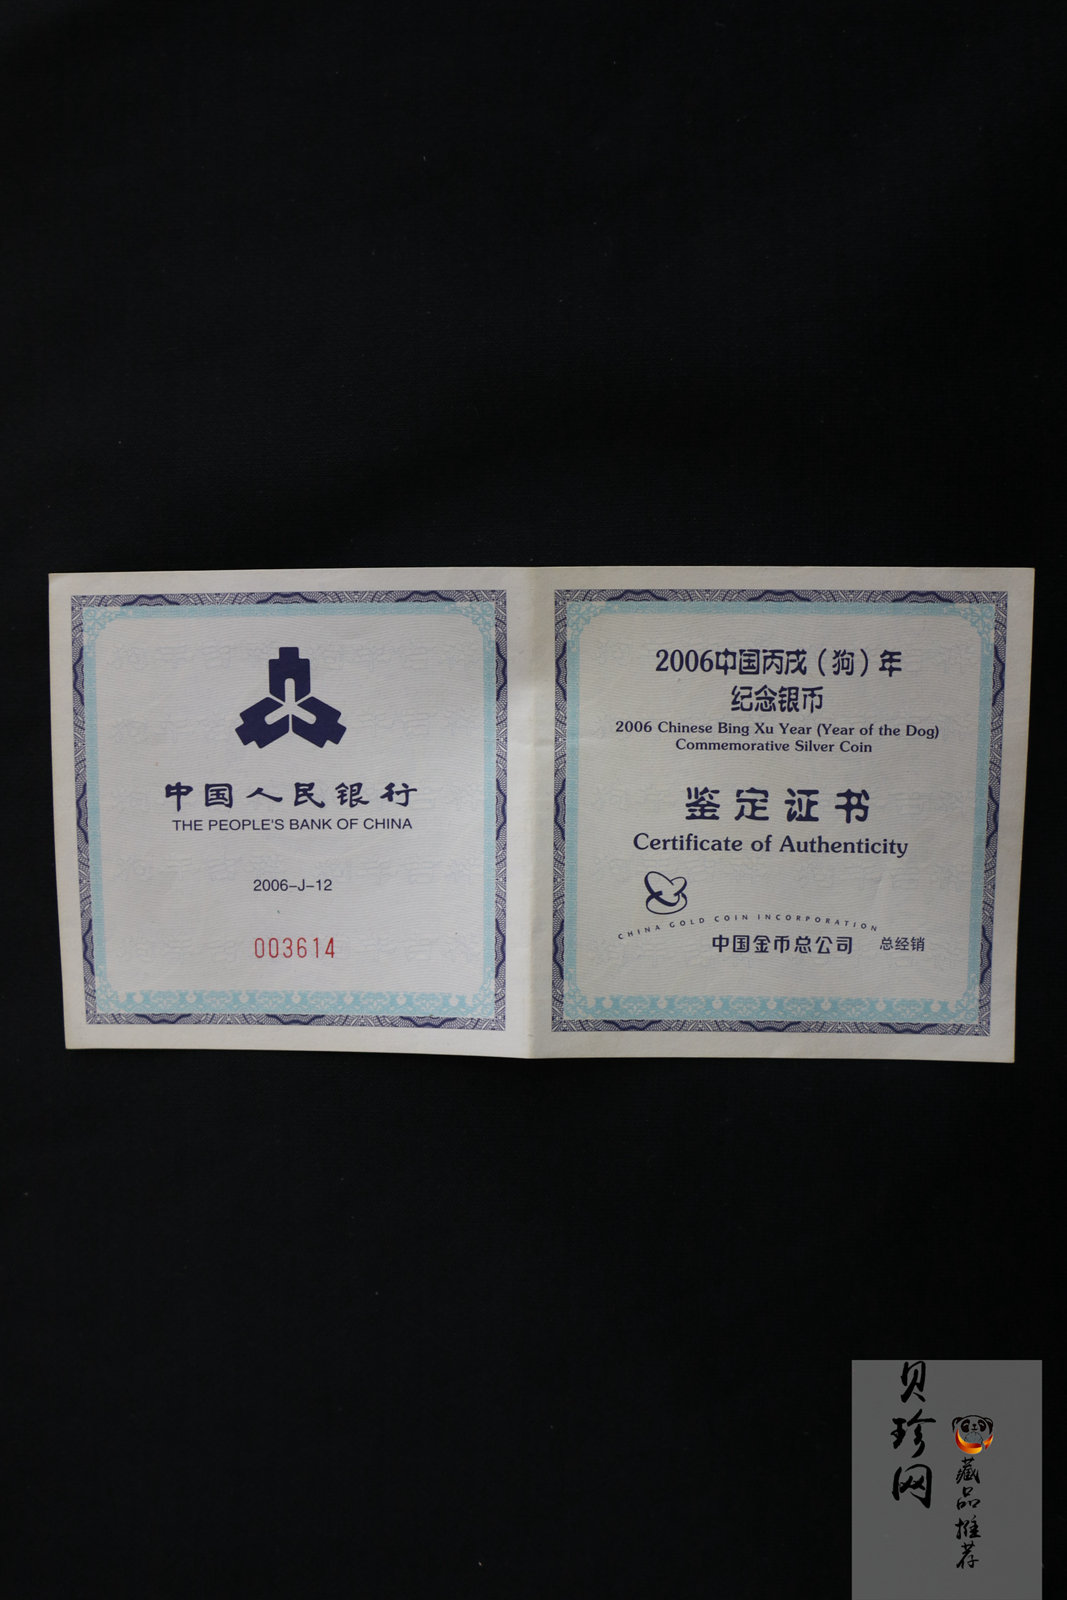 中国人民银行
THE PEOPLE'S BANK OF CHINA
2006-J-12
003614
2006中国丙戌（狗）年
纪念银币
2006 Chinese Bing Xu Year (Year of the Dog)
Commemorative Silver Coin
鉴定证书
Certificate of Authenticity
CHINA GOLD COIN INCORPORATION
中国金币总公司 总经销
贝珍网
藏品推荐